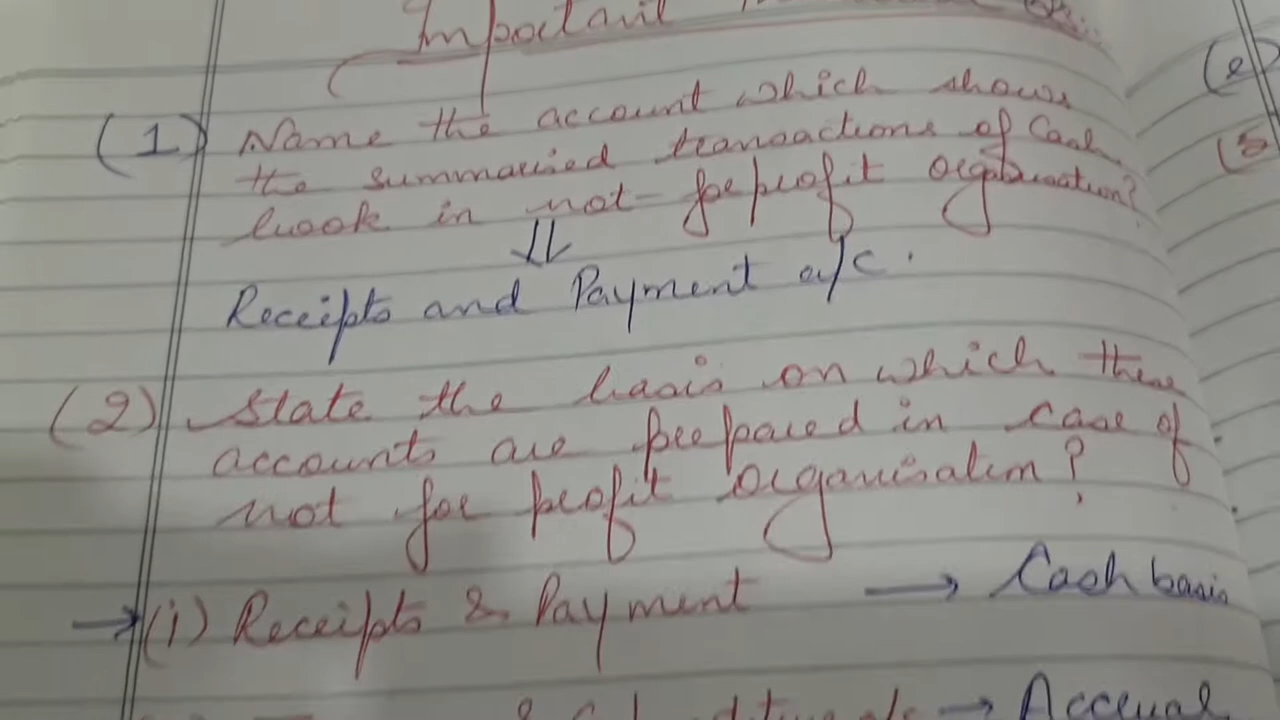 Important
(1) Name the account which shows
the summarised transactions of Cash
book in not-for profit organisation?
Receipts and Payment a/c.
(2) State the basis on which these
accounts are prepared in case of
not for profit organisation?
(i) Receipts & Payment → Cash basis
→ Accrual